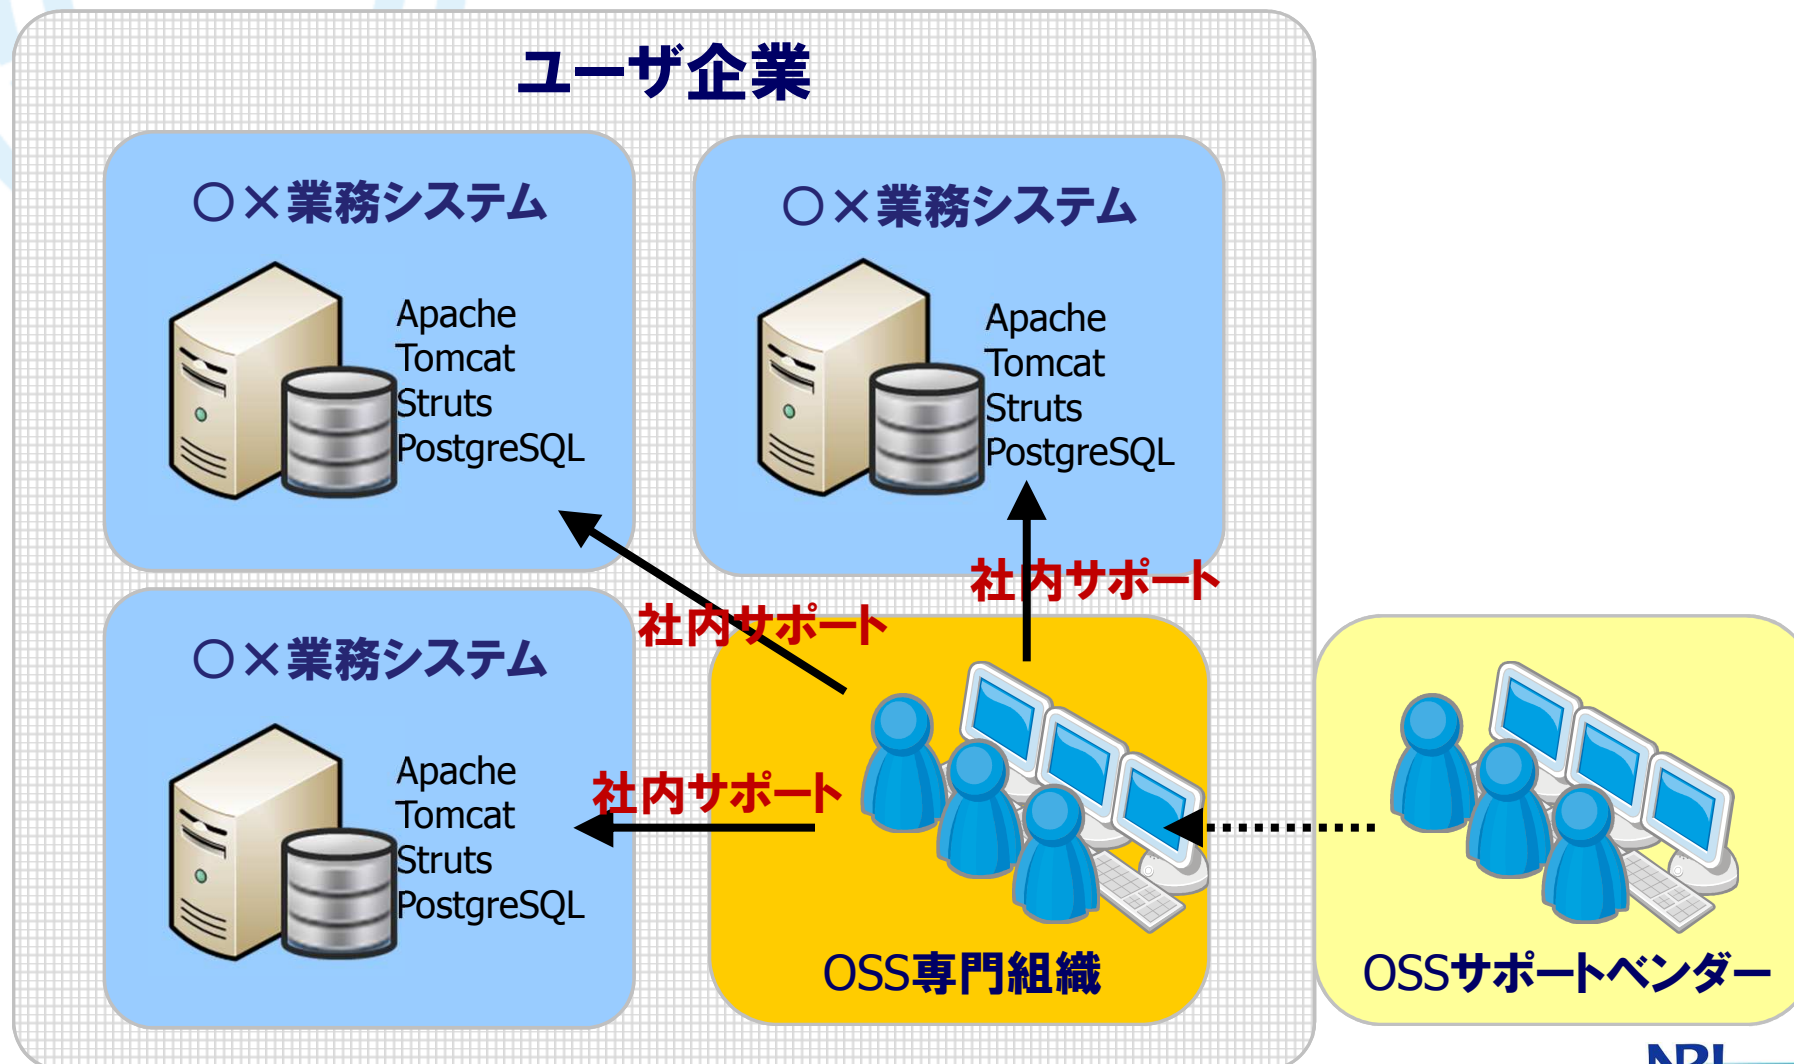 ユーザ企業
○×業務システム
Apache
Tomcat
Struts
PostgreSQL
○×業務システム
Apache
Tomcat
Struts
PostgreSQL
社内サポート
社内サポート
○×業務システム
Apache
Tomcat
Struts
PostgreSQL
社内サポート
OSS専門組織
OSSサポートベンダー
NRI